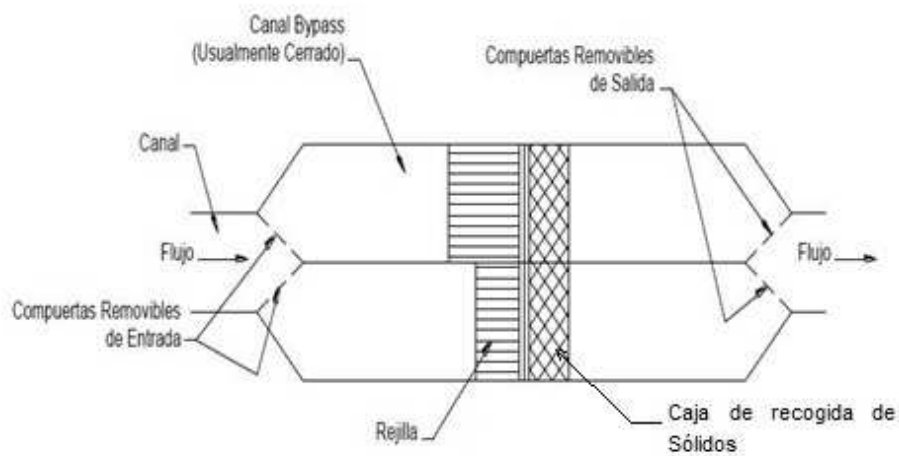 Canal Bypass
(Usualmente Cerrado)
Compuertas Removibles
de Salida
Canal
Flujo
Flujo
Compuertas Removibles
de Entrada
Rejilla
Caja de recogida de
Sólidos